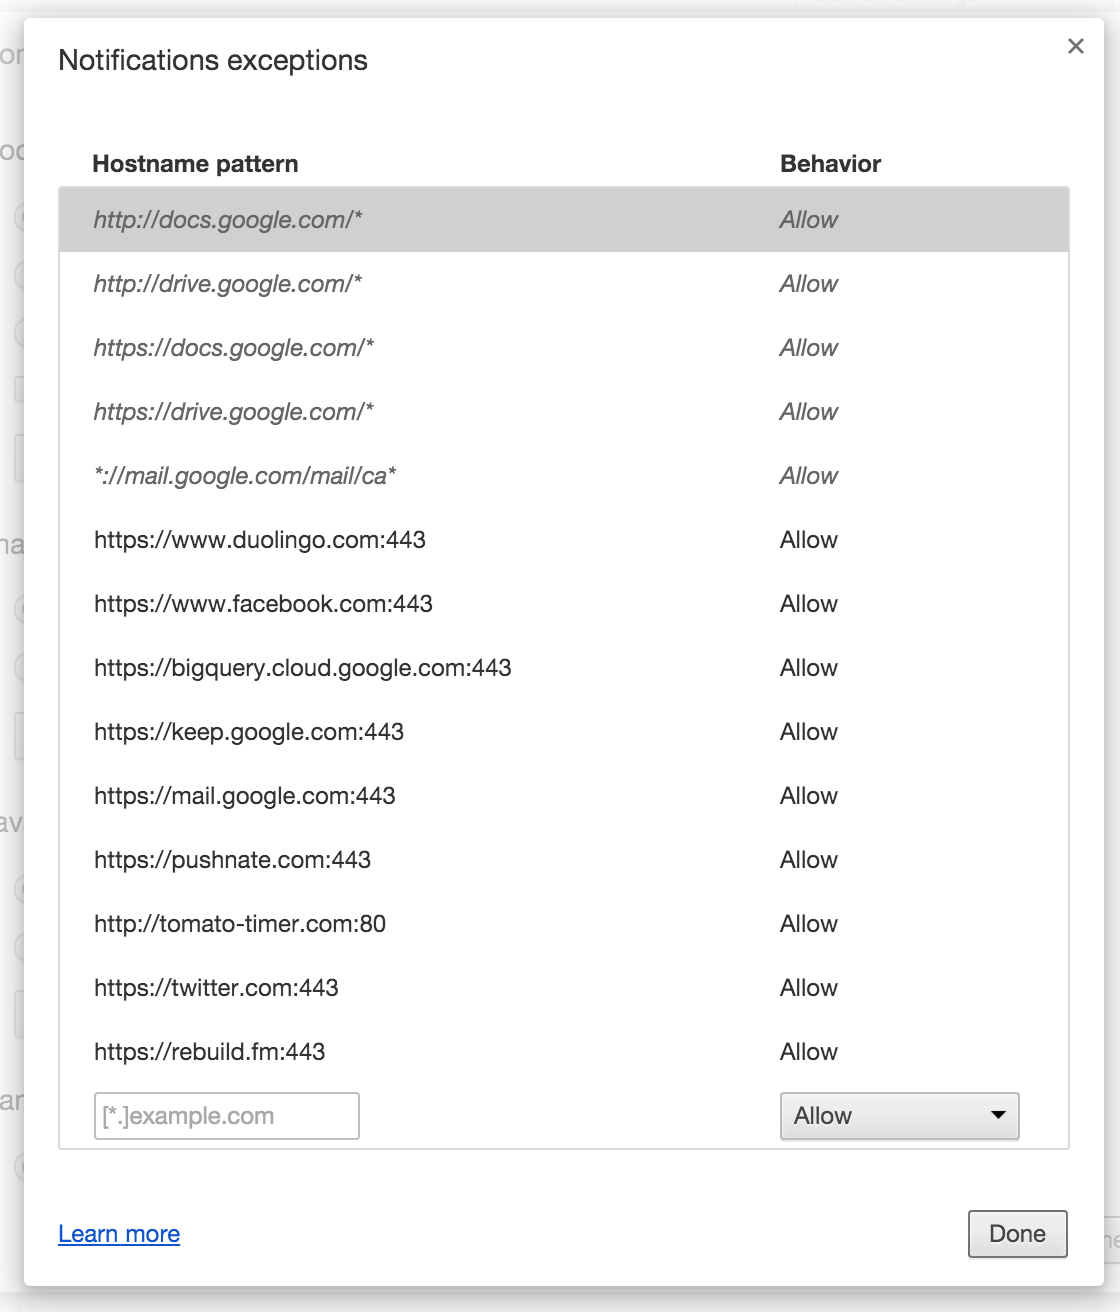 Notifications exceptions
×
Hostname pattern Behavior
http://docs.google.com/* Allow
http://drive.google.com/* Allow
https://docs.google.com/* Allow
https://drive.google.com/* Allow
*://mail.google.com/mail/ca* Allow
https://www.duolingo.com:443 Allow
https://www.facebook.com:443 Allow
https://bigquery.cloud.google.com:443 Allow
https://keep.google.com:443 Allow
https://mail.google.com:443 Allow
https://pushnate.com:443 Allow
http://tomato-timer.com:80 Allow
https://twitter.com:443 Allow
https://rebuild.fm:443 Allow
[*.]example.com Allow
Learn more Done